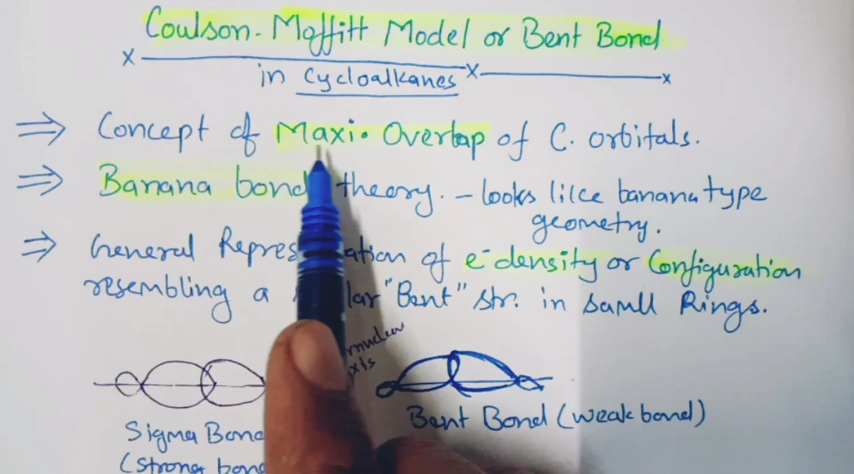 Coulson-Moffitt Model or Bent Bond
in Cycloalkanes
⇒ Concept of Maxi. Overlap of C. orbitals.
⇒ Banana bond theory. - looks like banana type
geometry.
⇒ General Repres ation of e⁻density or Configuration
resembling a lar "Bent" str. in samll Rings.
Bent Bond (weak bond)
Sigma Bon
(strong bon